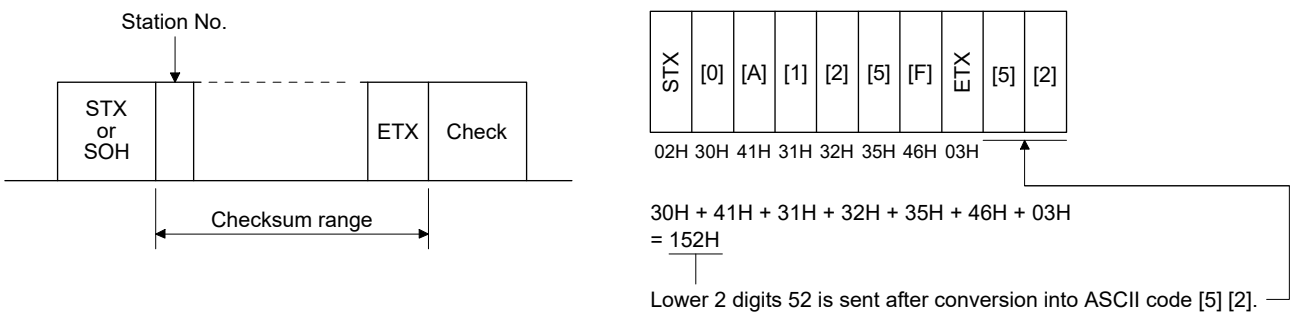 Station No.
STX
or
SOH
ETX
Check
Checksum range
STX [0] [A] [1] [2] [5] [F] ETX [5] [2]
02H 30H 41H 31H 32H 35H 46H 03H
30H + 41H + 31H + 32H + 35H + 46H + 03H
= 152H
Lower 2 digits 52 is sent after conversion into ASCII code [5] [2].